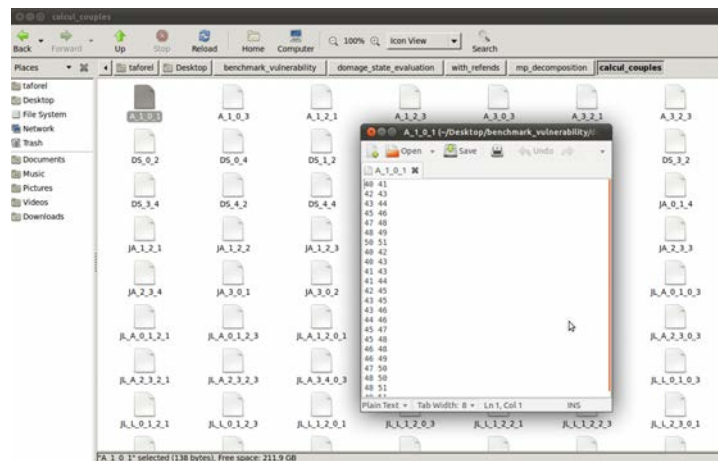 calcul_couples
Back Forward Up Stop Reload Home Computer 100% Icon View Search
Places taforel Desktop benchmark_vulnerability domage_state_evaluation with_refends mp_decomposition calcul_couples
taforel
Desktop
File System
Network
Trash
Documents
Music
Pictures
Videos
Downloads
A_1_0_1 A_1_0_3 A_1_2_1 A_1_2_3 A_3_0_3 A_3_2_1 A_3_2_3
DS_0_2 DS_0_4 DS_1_2 DS_3_2
DS_3_4 DS_4_2 DS_4_4 JA_0_1_4
JA_1_2_1 JA_1_2_2 JA_1_2_3 JA_2_3_3
JA_2_3_4 JA_3_0_1 JA_3_0_2 JL_A_0_1_0_3
JL_A_0_1_2_1 JL_A_0_1_2_3 JL_A_1_2_0_1 JL_A_2_3_0_3
JL_A_2_3_2_1 JL_A_2_3_2_3 JL_A_3_4_0_3 JL_L_0_1_0_3
JL_L_0_1_2_1 JL_L_0_1_2_3 JL_L_1_2_0_1 JL_L_1_2_0_3 JL_L_1_2_2_1 JL_L_1_2_2_3 JL_L_2_3_0_1
A_1_0_1 (~/Desktop/benchmark_vulnerability/
Open Save Undo
A_1_0_1
40 41
42 43
43 44
45 46
47 48
48 49
50 51
40 42
40 43
41 43
41 44
42 45
43 45
43 46
44 46
45 47
45 48
46 48
46 49
47 50
48 50
48 51
Plain Text Tab Width: 8 Ln 1, Col 1 INS
"A_1_0_1" selected (138 bytes), Free space: 211.9 GB